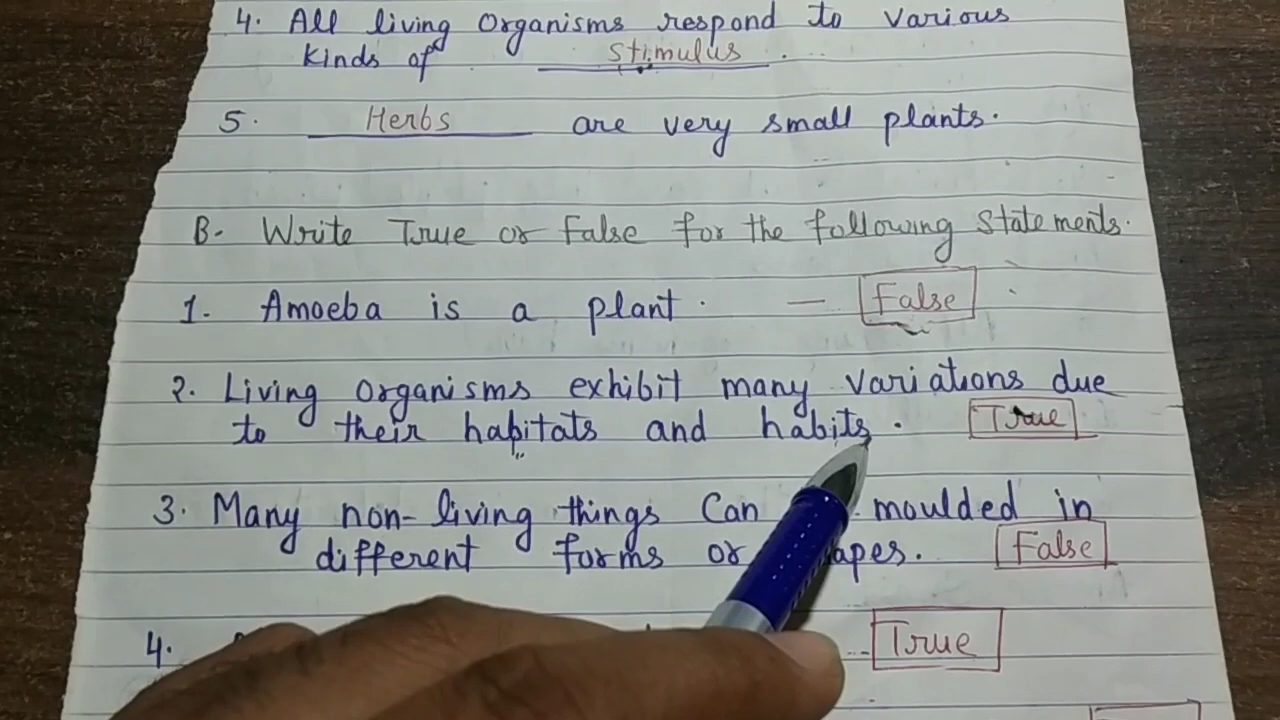 4. All living Organisms respond to various
kinds of stimulus.
5. Herbs are very small plants.
B. Write True or False for the following Statements.
1. Amoeba is a plant. — False
2. Living organisms exhibit many variations due
to their habitats and habits. True
3. Many non-living things Can moulded in
different forms or False
4. True